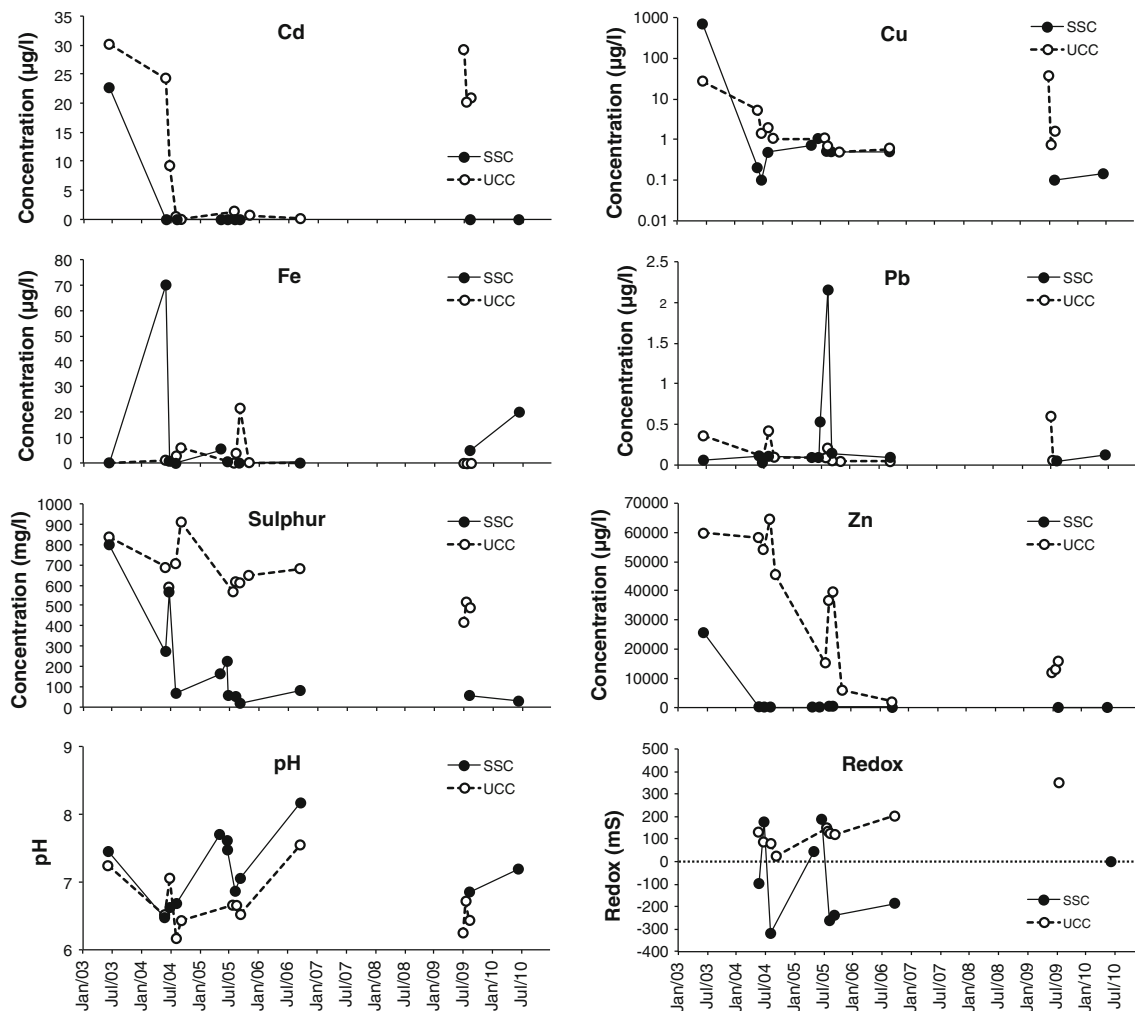 Cd
Concentration (µg/l)
35
30
25
20
15
10
5
0
SSC
UCC
Cu
Concentration (µg/l)
1000
100
10
1
0.1
0.01
SSC
UCC
Fe
Concentration (µg/l)
80
70
60
50
40
30
20
10
0
SSC
UCC
Pb
Concentration (µg/l)
2.5
2
1.5
1
0.5
0
SSC
UCC
Sulphur
Concentration (mg/l)
1000
900
800
700
600
500
400
300
200
100
0
SSC
UCC
Zn
Concentration (µg/l)
70000
60000
50000
40000
30000
20000
10000
0
SSC
UCC
pH
pH
9
8
7
6
SSC
UCC
Jan/03
Jul/03
Jan/04
Jul/04
Jan/05
Jul/05
Jan/06
Jul/06
Jan/07
Jul/07
Jan/08
Jul/08
Jan/09
Jul/09
Jan/10
Jul/10
Redox
Redox (mS)
500
400
300
200
100
0
-100
-200
-300
-400
SSC
UCC
Jan/03
Jul/03
Jan/04
Jul/04
Jan/05
Jul/05
Jan/06
Jul/06
Jan/07
Jul/07
Jan/08
Jul/08
Jan/09
Jul/09
Jan/10
Jul/10